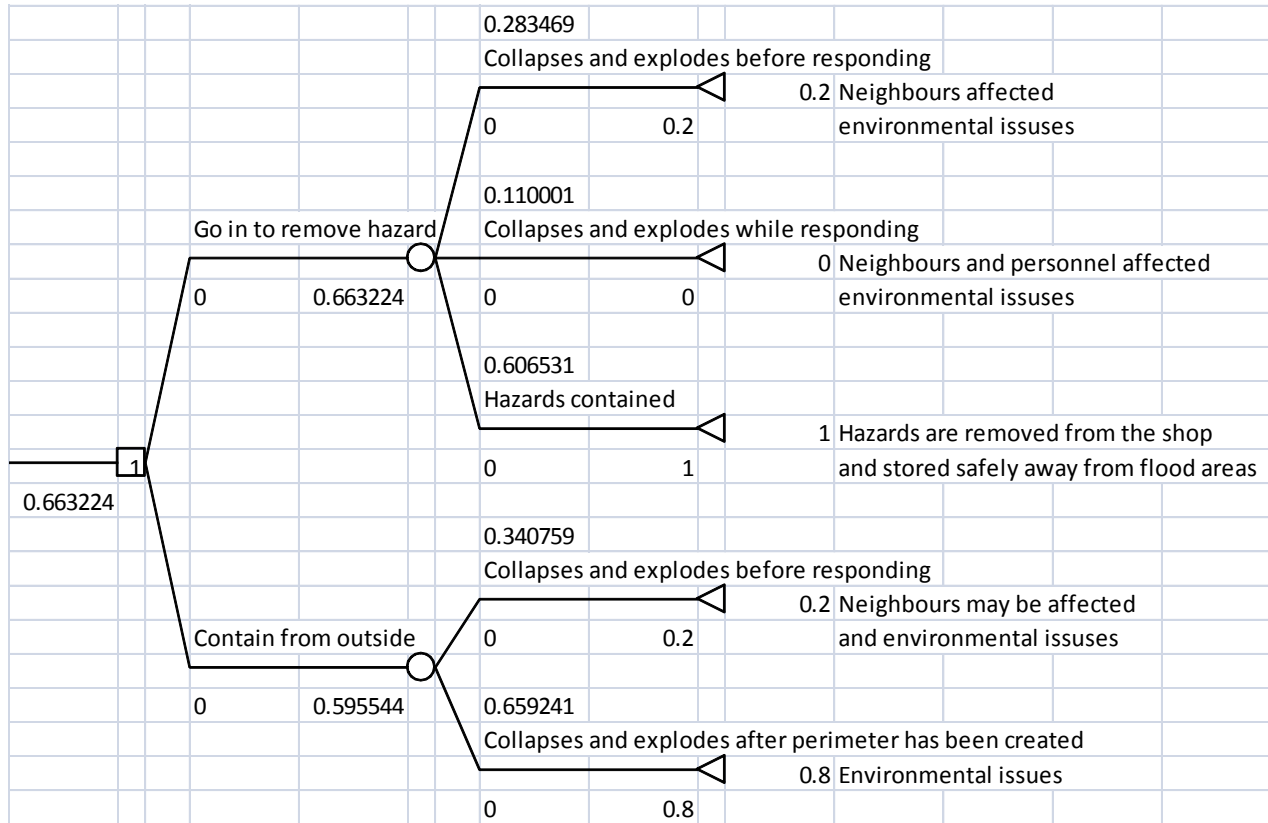 0.283469
Collapses and explodes before responding
0.2 Neighbours affected
0 0.2 environmental issuses
0.110001
Go in to remove hazard Collapses and explodes while responding
0 Neighbours and personnel affected
0 0.663224 0 0 environmental issuses
0.606531
Hazards contained
1 Hazards are removed from the shop
1 0 1 and stored safely away from flood areas
0.663224
0.340759
Collapses and explodes before responding
0.2 Neighbours may be affected
Contain from outside 0 0.2 and environmental issuses
0 0.595544 0.659241
Collapses and explodes after perimeter has been created
0.8 Environmental issues
0 0.8